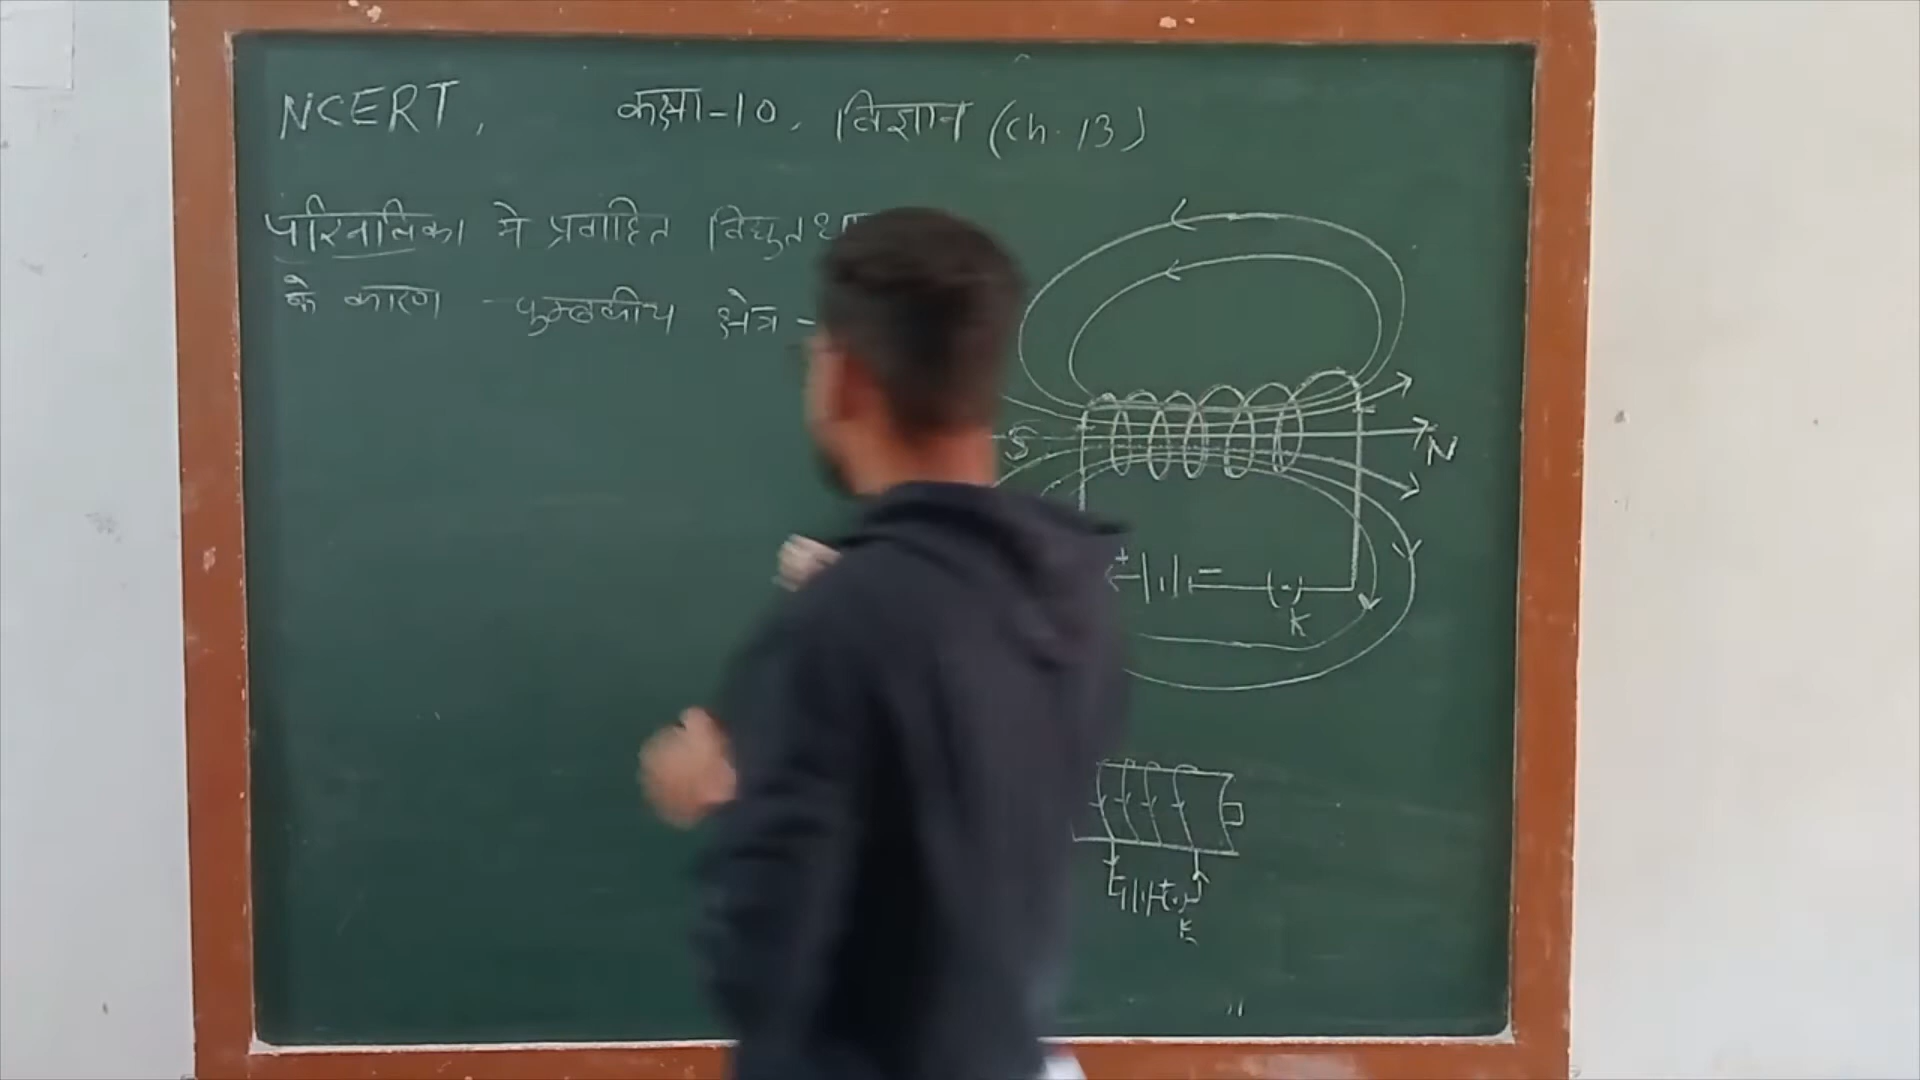 NCERT, कक्षा-10, विज्ञान (Ch. 13)
परिनालिका मे प्रवाहित विद्युत
के कारण चुम्बकीय क्षेत्र -
S
N
+ -
K
- +
K